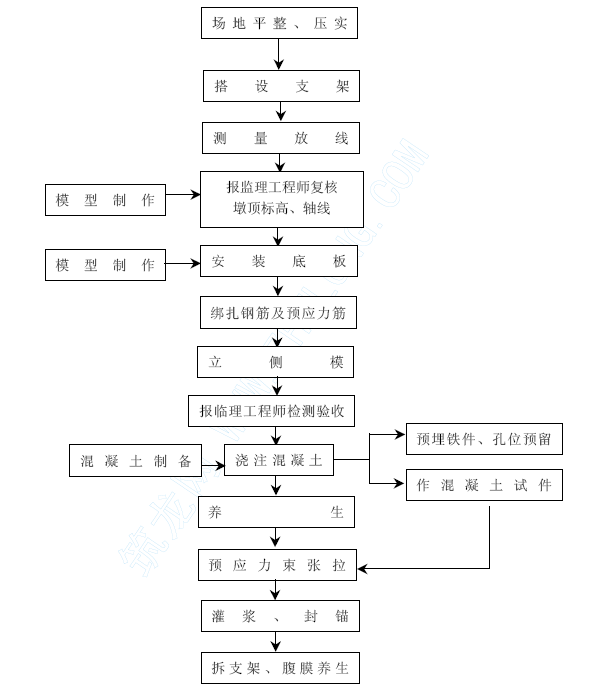 场地平整、压实
搭设支架
测量放线
模型制作
报监理工程师复核
墩顶标高、轴线
模型制作
安装底板
绑扎钢筋及预应力筋
立侧模
报临理工程师检测验收
预埋铁件、孔位预留
混凝土制备
浇注混凝土
作混凝土试件
养生
预应力束张拉
灌浆、封锚
拆支架、腹膜养生